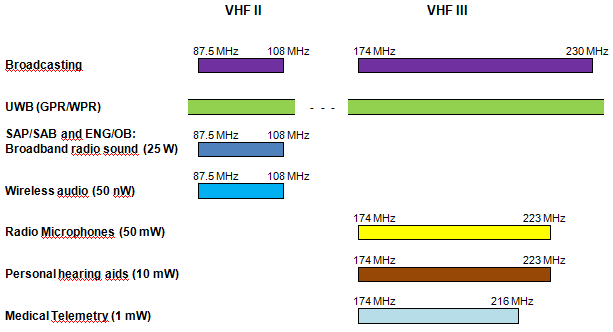 VHF II VHF III
87.5 MHz 108 MHz 174 MHz 230 MHz
Broadcasting
UWB (GPR/WPR) - - -
SAP/SAB and ENG/OB: 87.5 MHz 108 MHz
Broadband radio sound (25 W)
87.5 MHz 108 MHz
Wireless audio (50 nW)
174 MHz 223 MHz
Radio Microphones (50 mW)
174 MHz 223 MHz
Personal hearing aids (10 mW)
174 MHz 216 MHz
Medical Telemetry (1 mW)